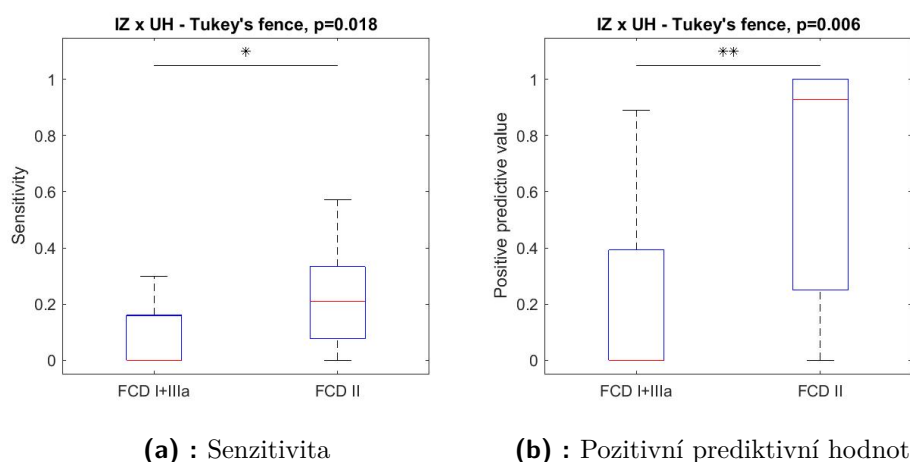 IZ x UH - Tukey's fence, p=0.018
*
1
0.8
0.6
0.4
0.2
0
Sensitivity
FCD I+IIIa FCD II
(a) : Senzitivita
IZ x UH - Tukey's fence, p=0.006
**
1
0.8
0.6
0.4
0.2
0
Positive predictive value
FCD I+IIIa FCD II
(b) : Pozitivní prediktivní hodnot